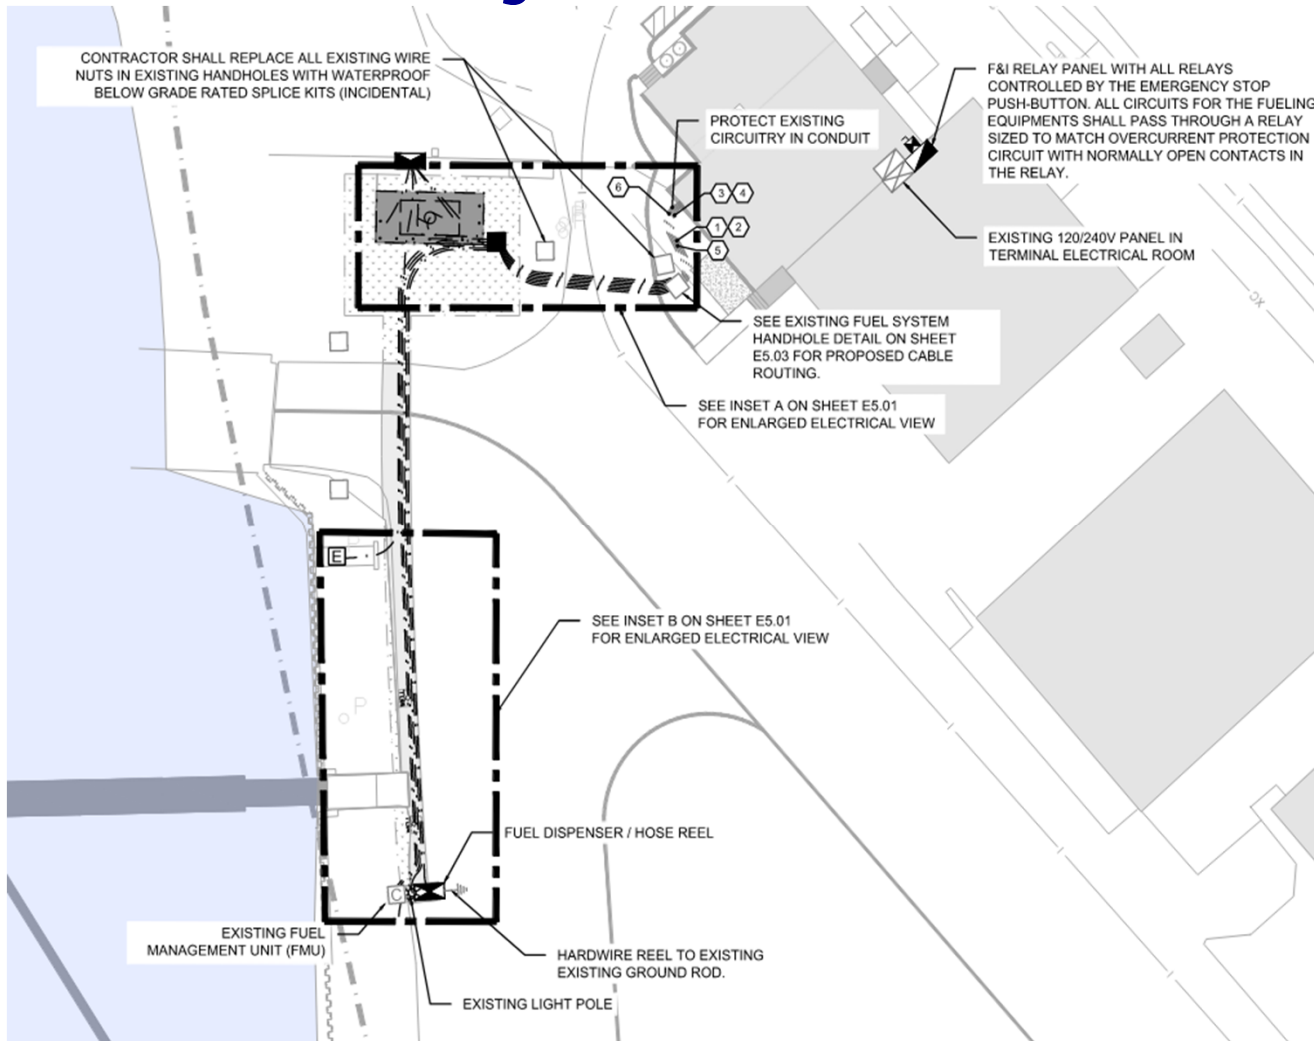 CONTRACTOR SHALL REPLACE ALL EXISTING WIRE
NUTS IN EXISTING HANDHOLES WITH WATERPROOF
BELOW GRADE RATED SPLICE KITS (INCIDENTAL)
PROTECT EXISTING
CIRCUITRY IN CONDUIT
F&I RELAY PANEL WITH ALL RELAYS
CONTROLLED BY THE EMERGENCY STOP
PUSH-BUTTON. ALL CIRCUITS FOR THE FUELING
EQUIPMENTS SHALL PASS THROUGH A RELAY
SIZED TO MATCH OVERCURRENT PROTECTION
CIRCUIT WITH NORMALLY OPEN CONTACTS IN
THE RELAY.
6
3 4
1 2
5
EXISTING 120/240V PANEL IN
TERMINAL ELECTRICAL ROOM
XC
SEE EXISTING FUEL SYSTEM
HANDHOLE DETAIL ON SHEET
E5.03 FOR PROPOSED CABLE
ROUTING.
SEE INSET A ON SHEET E5.01
FOR ENLARGED ELECTRICAL VIEW
E
SEE INSET B ON SHEET E5.01
FOR ENLARGED ELECTRICAL VIEW
P
FUEL DISPENSER / HOSE REEL
C
EXISTING FUEL
MANAGEMENT UNIT (FMU)
HARDWIRE REEL TO EXISTING
EXISTING GROUND ROD.
EXISTING LIGHT POLE